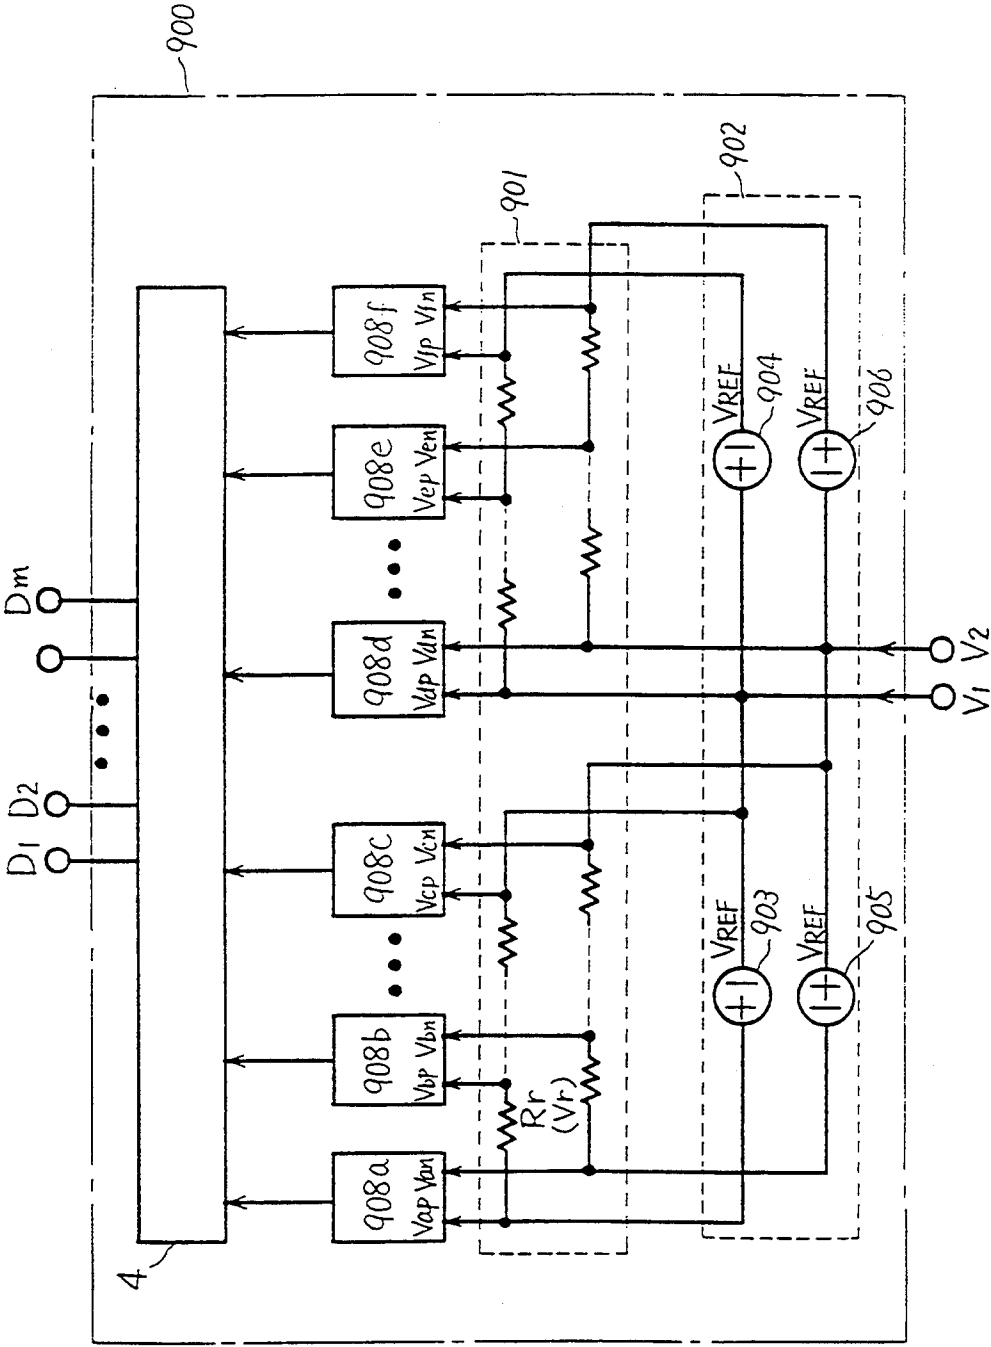 900
D1 D2 Dm
4
908a 908b 908c 908d 908e 908f
Vap Van Vbp Vbn Vcp Vcn Vdp Vdn Vep Ven Vfp Vfn
901
Rr
(Vr)
902
VREF VREF
903 904
VREF VREF
905 906
V1 V2